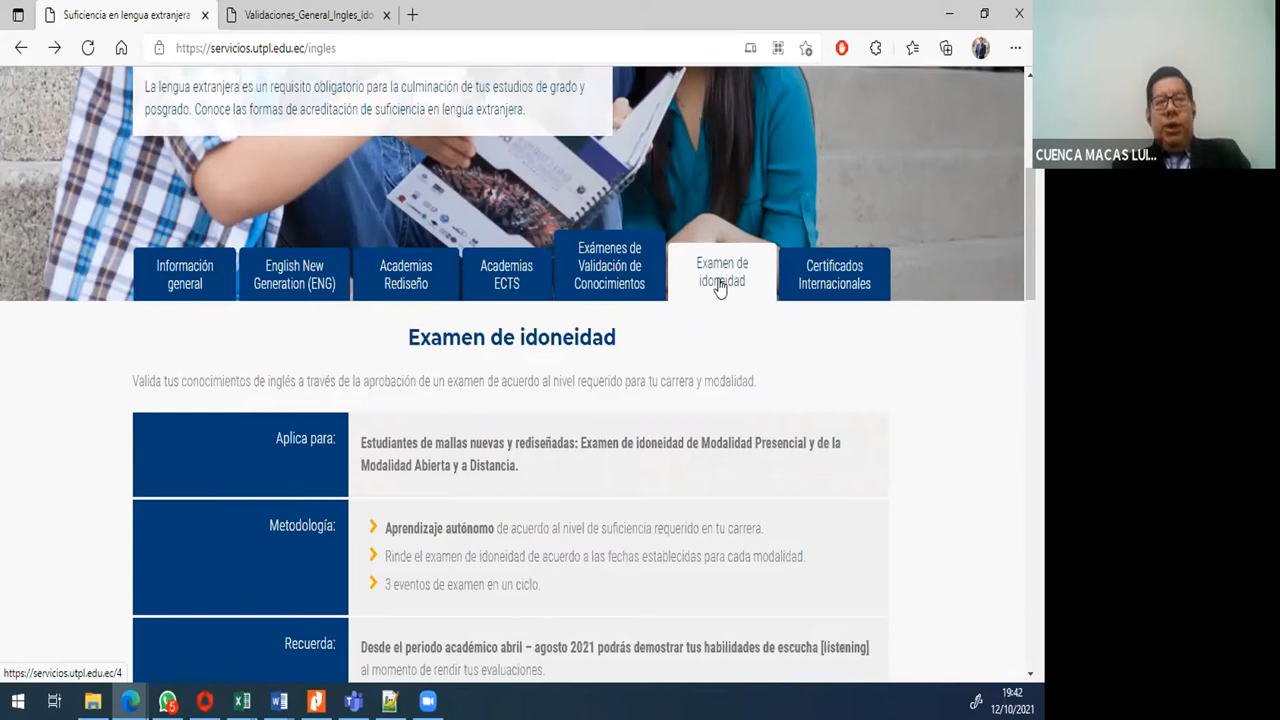 Suficiencia en lengua extranjera
Validaciones_General_Ingles_Ido
https://servicios.utpl.edu.ec/ingles
La lengua extranjera es un requisito obligatorio para la culminación de tus estudios de grado y
posgrado. Conoce las formas de acreditación de suficiencia en lengua extranjera.
CUENCA MACAS LUI...
Información
general
English New
Generation (ENG)
Academias
Rediseño
Academias
ECTS
Exámenes de
Validación de
Conocimientos
Examen de
idoneidad
Certificados
Internacionales
Examen de idoneidad
Valida tus conocimientos de inglés a través de la aprobación de un examen de acuerdo al nivel requerido para tu carrera y modalidad.
Aplica para:
Estudiantes de mallas nuevas y rediseñadas: Examen de idoneidad de Modalidad Presencial y de la
Modalidad Abierta y a Distancia.
Metodología:
Aprendizaje autónomo de acuerdo al nivel de suficiencia requerido en tu carrera.
Rinde el examen de idoneidad de acuerdo a las fechas establecidas para cada modalidad.
3 eventos de examen en un ciclo.
Recuerda:
Desde el periodo académico abril – agosto 2021 podrás demostrar tus habilidades de escucha [listening]
al momento de rendir tus evaluaciones.
https://servicios.utpl.edu.ec/4
5
19:42
12/10/2021